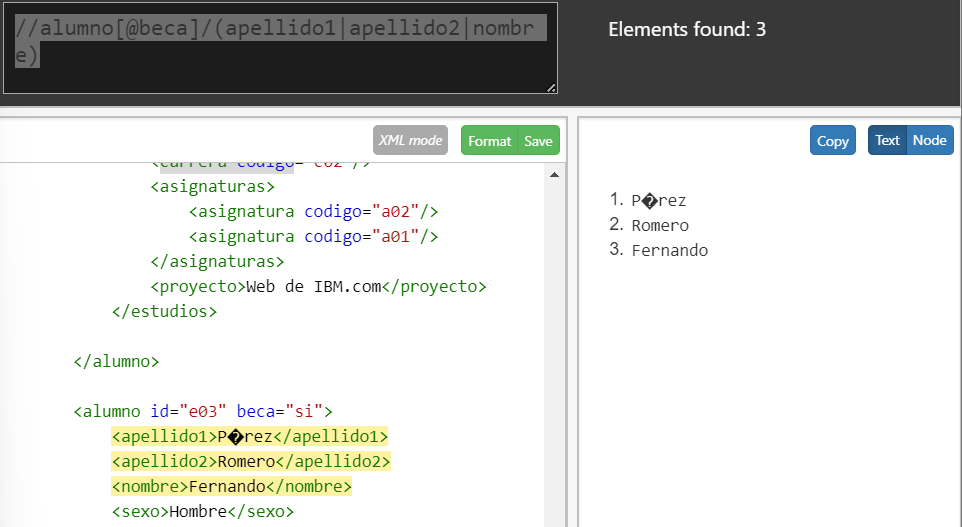 //alumno[@beca]/(apellido1|apellido2|nombr
e)
Elements found: 3
XML mode
Format
Save
Copy
Text
Node
<carrera codigo="c02"/>
<asignaturas>
<asignatura codigo="a02"/>
<asignatura codigo="a01"/>
</asignaturas>
<proyecto>Web de IBM.com</proyecto>
</estudios>
</alumno>
<alumno id="e03" beca="si">
<apellido1>P�rez</apellido1>
<apellido2>Romero</apellido2>
<nombre>Fernando</nombre>
<sexo>Hombre</sexo>
1. P�rez
2. Romero
3. Fernando